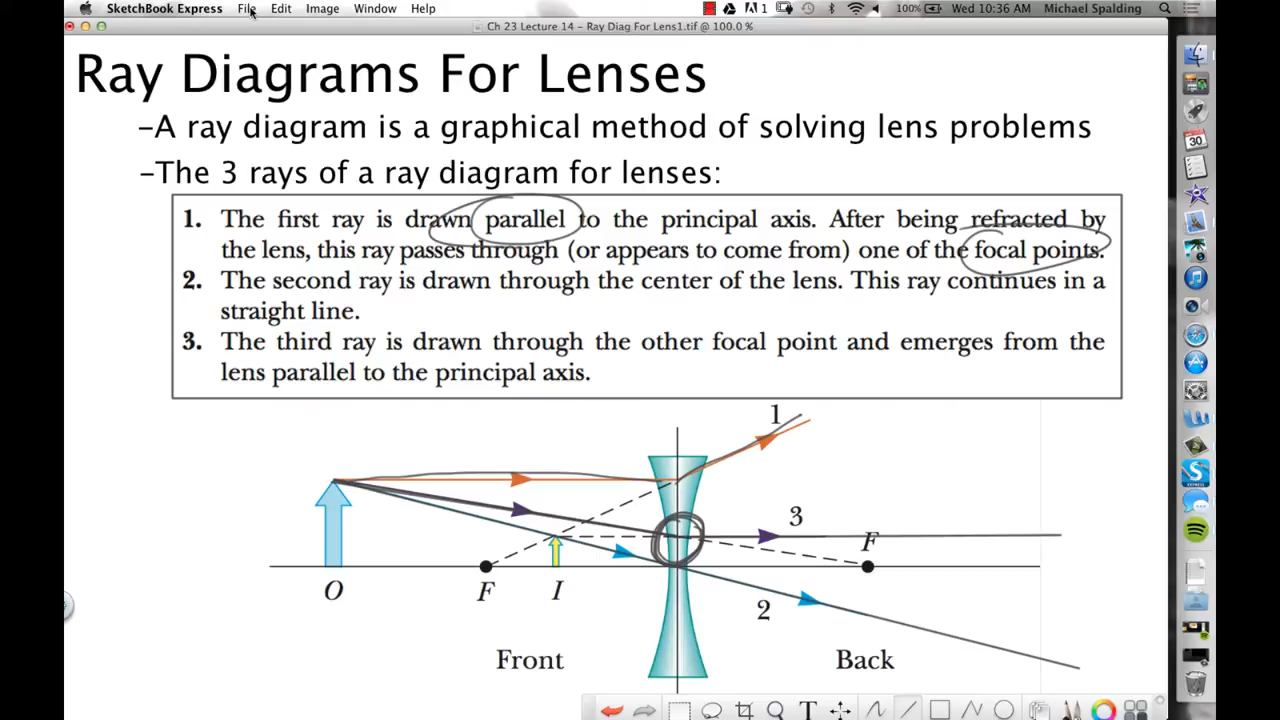 SketchBook Express File Edit Image Window Help 1 100% Wed 10:36 AM Michael Spalding
Ch 23 Lecture 14 - Ray Diag For Lens1.tif @ 100.0 %
Ray Diagrams For Lenses
–A ray diagram is a graphical method of solving lens problems
–The 3 rays of a ray diagram for lenses:
1. The first ray is drawn parallel to the principal axis. After being refracted by
the lens, this ray passes through (or appears to come from) one of the focal points.
2. The second ray is drawn through the center of the lens. This ray continues in a
straight line.
3. The third ray is drawn through the other focal point and emerges from the
lens parallel to the principal axis.
1
3
F
O F I
2
Front Back
30
T